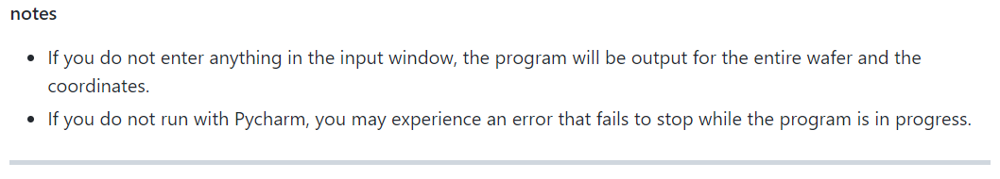 notes
• If you do not enter anything in the input window, the program will be output for the entire wafer and the
coordinates.
• If you do not run with Pycharm, you may experience an error that fails to stop while the program is in progress.